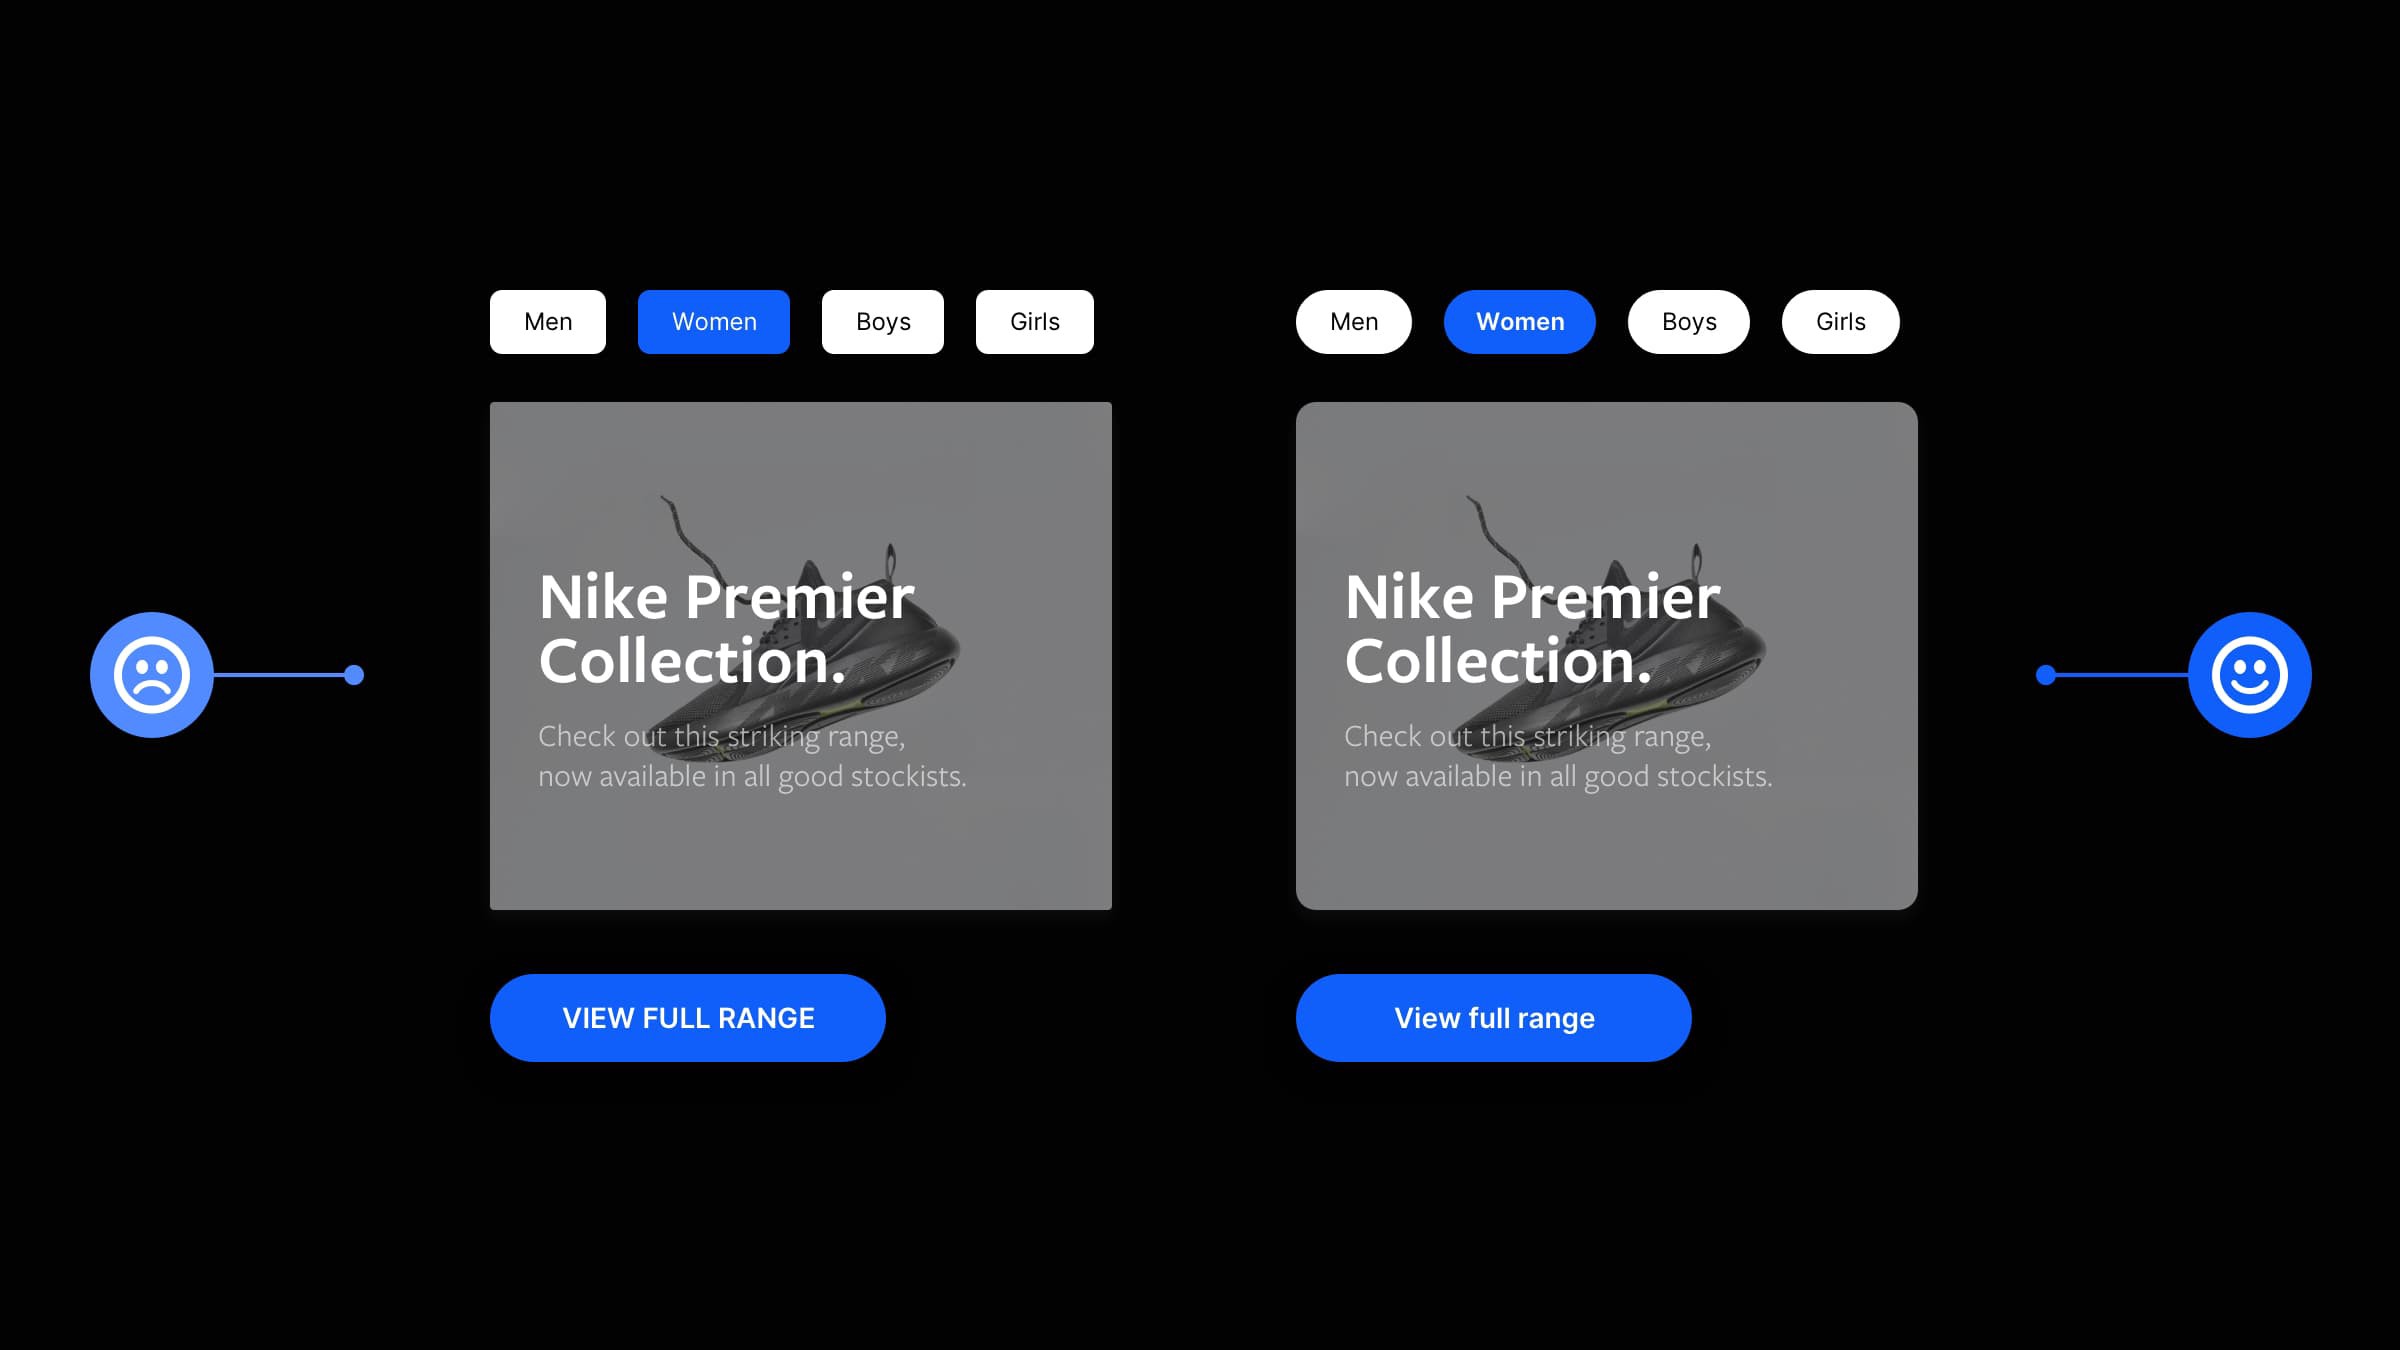 Men
Women
Boys
Girls
Nike Premier
Collection.
Check out this striking range,
now available in all good stockists.
VIEW FULL RANGE
Men
Women
Boys
Girls
Nike Premier
Collection.
Check out this striking range,
now available in all good stockists.
View full range